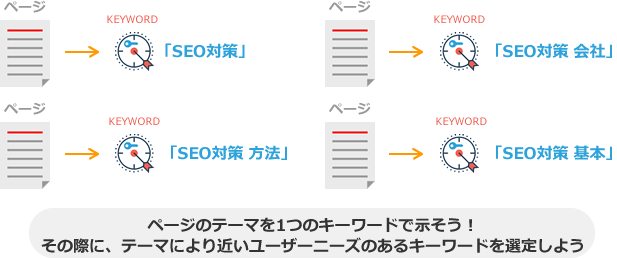 ページ
KEYWORD
「SEO対策」
ページ
KEYWORD
「SEO対策 会社」
ページ
KEYWORD
「SEO対策 方法」
ページ
KEYWORD
「SEO対策 基本」
ページのテーマを1つのキーワードで示そう！
その際に、テーマにより近いユーザーニーズのあるキーワードを選定しよう